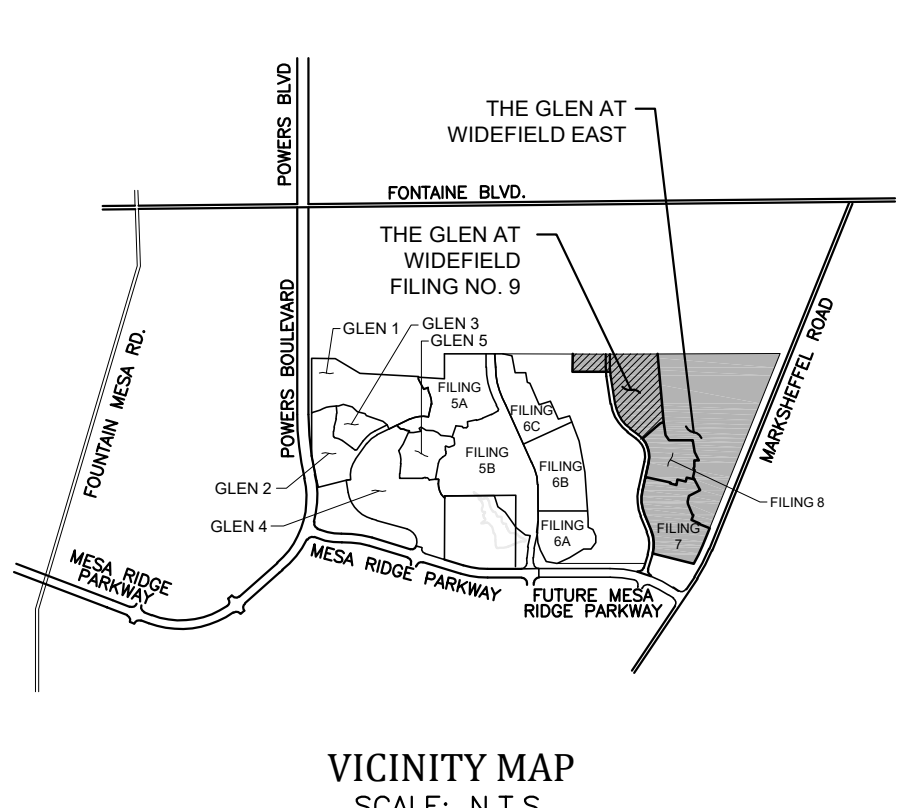 POWERS BLVD
THE GLEN AT
WIDEFIELD EAST
FONTAINE BLVD.
THE GLEN AT
WIDEFIELD
FILING NO. 9
POWERS BOULEVARD
FOUNTAIN MESA RD.
MARKSHEFFEL ROAD
GLEN 1
GLEN 3
GLEN 5
FILING
5A
FILING
6C
FILING
5B
FILING
6B
GLEN 2
GLEN 4
FILING 8
FILING
6A
FILING
7
MESA RIDGE
PARKWAY
MESA RIDGE PARKWAY
FUTURE MESA
RIDGE PARKWAY
VICINITY MAP
SCALE: N.T.S.